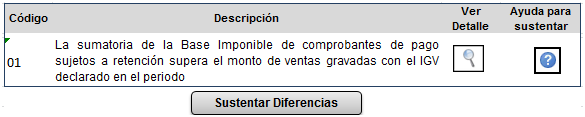 Código Descripción Ver Detalle Ayuda para sustentar
01 La sumatoria de la Base Imponible de comprobantes de pago
sujetos a retención supera el monto de ventas gravadas con el IGV
declarado en el periodo
Sustentar Diferencias